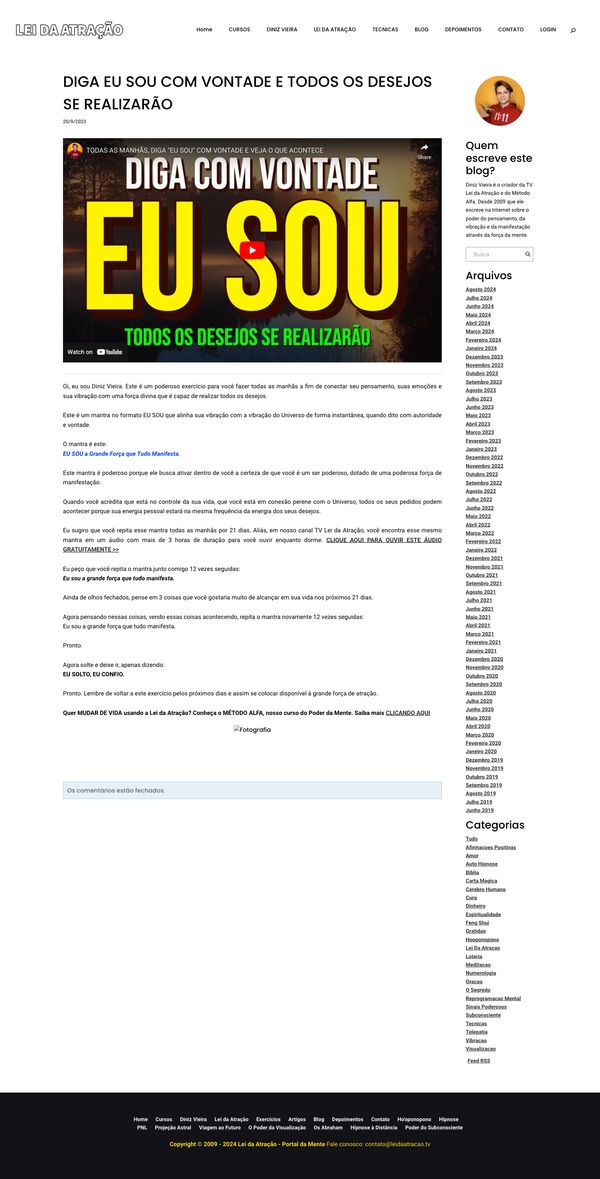 LEI DA ATRAÇÃO
Home CURSOS DINIZ VIEIRA LEI DA ATRAÇÃO TECNICAS BLOG DEPOIMENTOS CONTATO LOGIN
DIGA EU SOU COM VONTADE E TODOS OS DESEJOS
SE REALIZARÃO
20/9/2023
TODAS AS MANHÃS, DIGA "EU SOU" COM VONTADE E VEJA O QUE ACONTECE
Share
DIGA COM VONTADE
EU SOU
TODOS OS DESEJOS SE REALIZARÃO
Watch on YouTube
Oi, eu sou Diniz Vieira. Este é um poderoso exercício para você fazer todas as manhãs a fim de conectar seu pensamento, suas emoções e
sua vibração com uma força divina que é capaz de realizar todos os desejos.
Este é um mantra no formato EU SOU que alinha sua vibração com a vibração do Universo de forma instantânea, quando dito com autoridade
e vontade.
O mantra é este:
EU SOU a Grande Força que Tudo Manifesta.
Este mantra é poderoso porque ele busca ativar dentro de você a certeza de que você é um ser poderoso, dotado de uma poderosa força de
manifestação.
Quando você acredita que está no controle da sua vida, que você está em conexão perene com o Universo, todos os seus pedidos podem
acontecer porque sua energia pessoal estará na mesma frequência da energia dos seus desejos.
Eu sugiro que você repita esse mantra todas as manhãs por 21 dias. Aliás, em nosso canal TV Lei da Atração, você encontra esse mesmo
mantra em um áudio com mais de 3 horas de duração para você ouvir enquanto dorme. CLIQUE AQUI PARA OUVIR ESTE ÁUDIO
GRATUITAMENTE >>
Eu peço que você repita o mantra junto comigo 12 vezes seguidas:
Eu sou a grande força que tudo manifesta.
Ainda de olhos fechados, pense em 3 coisas que você gostaria muito de alcançar em sua vida nos próximos 21 dias.
Agora pensando nessas coisas, vendo essas coisas acontecendo, repita o mantra novamente 12 vezes seguidas:
Eu sou a grande força que tudo manifesta.
Pronto.
Agora solte e deixe ir, apenas dizendo:
EU SOLTO, EU CONFIO.
Pronto. Lembre de voltar a este exercício pelos próximos dias e assim se colocar disponível à grande força de atração.
Quer MUDAR DE VIDA usando a Lei da Atração? Conheça o MÉTODO ALFA, nosso curso do Poder da Mente. Saiba mais CLICANDO AQUI
Fotografia
Os comentários estão fechados.
11:11
Quem
escreve este
blog?
Diniz Vieira é o criador da TV
Lei da Atração e do Método
Alfa. Desde 2009 que ele
escreve na Internet sobre o
poder do pensamento, da
vibração e da manifestação
através da força da mente.
Busca
Arquivos
Agosto 2024
Julho 2024
Junho 2024
Maio 2024
Abril 2024
Março 2024
Fevereiro 2024
Janeiro 2024
Dezembro 2023
Novembro 2023
Outubro 2023
Setembro 2023
Agosto 2023
Julho 2023
Junho 2023
Maio 2023
Abril 2023
Março 2023
Fevereiro 2023
Janeiro 2023
Dezembro 2022
Novembro 2022
Outubro 2022
Setembro 2022
Agosto 2022
Julho 2022
Junho 2022
Maio 2022
Abril 2022
Março 2022
Fevereiro 2022
Janeiro 2022
Dezembro 2021
Novembro 2021
Outubro 2021
Setembro 2021
Agosto 2021
Julho 2021
Junho 2021
Maio 2021
Abril 2021
Março 2021
Fevereiro 2021
Janeiro 2021
Dezembro 2020
Novembro 2020
Outubro 2020
Setembro 2020
Agosto 2020
Julho 2020
Junho 2020
Maio 2020
Abril 2020
Março 2020
Fevereiro 2020
Janeiro 2020
Dezembro 2019
Novembro 2019
Outubro 2019
Setembro 2019
Agosto 2019
Julho 2019
Junho 2019
Categorias
Tudo
Afirmacoes Positivas
Amor
Auto Hipnose
Bíblia
Carta Magica
Cerebro Humano
Cura
Dinheiro
Espiritualidade
Feng Shui
Gratidao
Hooponopono
Lei Da Atracao
Loteria
Meditacao
Numerologia
Oracao
O Segredo
Reprogramacao Mental
Sinais Poderosos
Subconsciente
Tecnicas
Telepatia
Vibracao
Visualizacao
Feed RSS
Home Cursos Diniz Vieira Lei da Atração Exercícios Artigos Blog Depoimentos Contato Ho'oponopono Hipnose
PNL Projeção Astral Viagem ao Futuro O Poder da Visualização Os Abraham Hipnose à Distância Poder do Subconsciente
Copyright © 2009 - 2024 Lei da Atração - Portal da Mente Fale conosco: contato@leidaatracao.tv